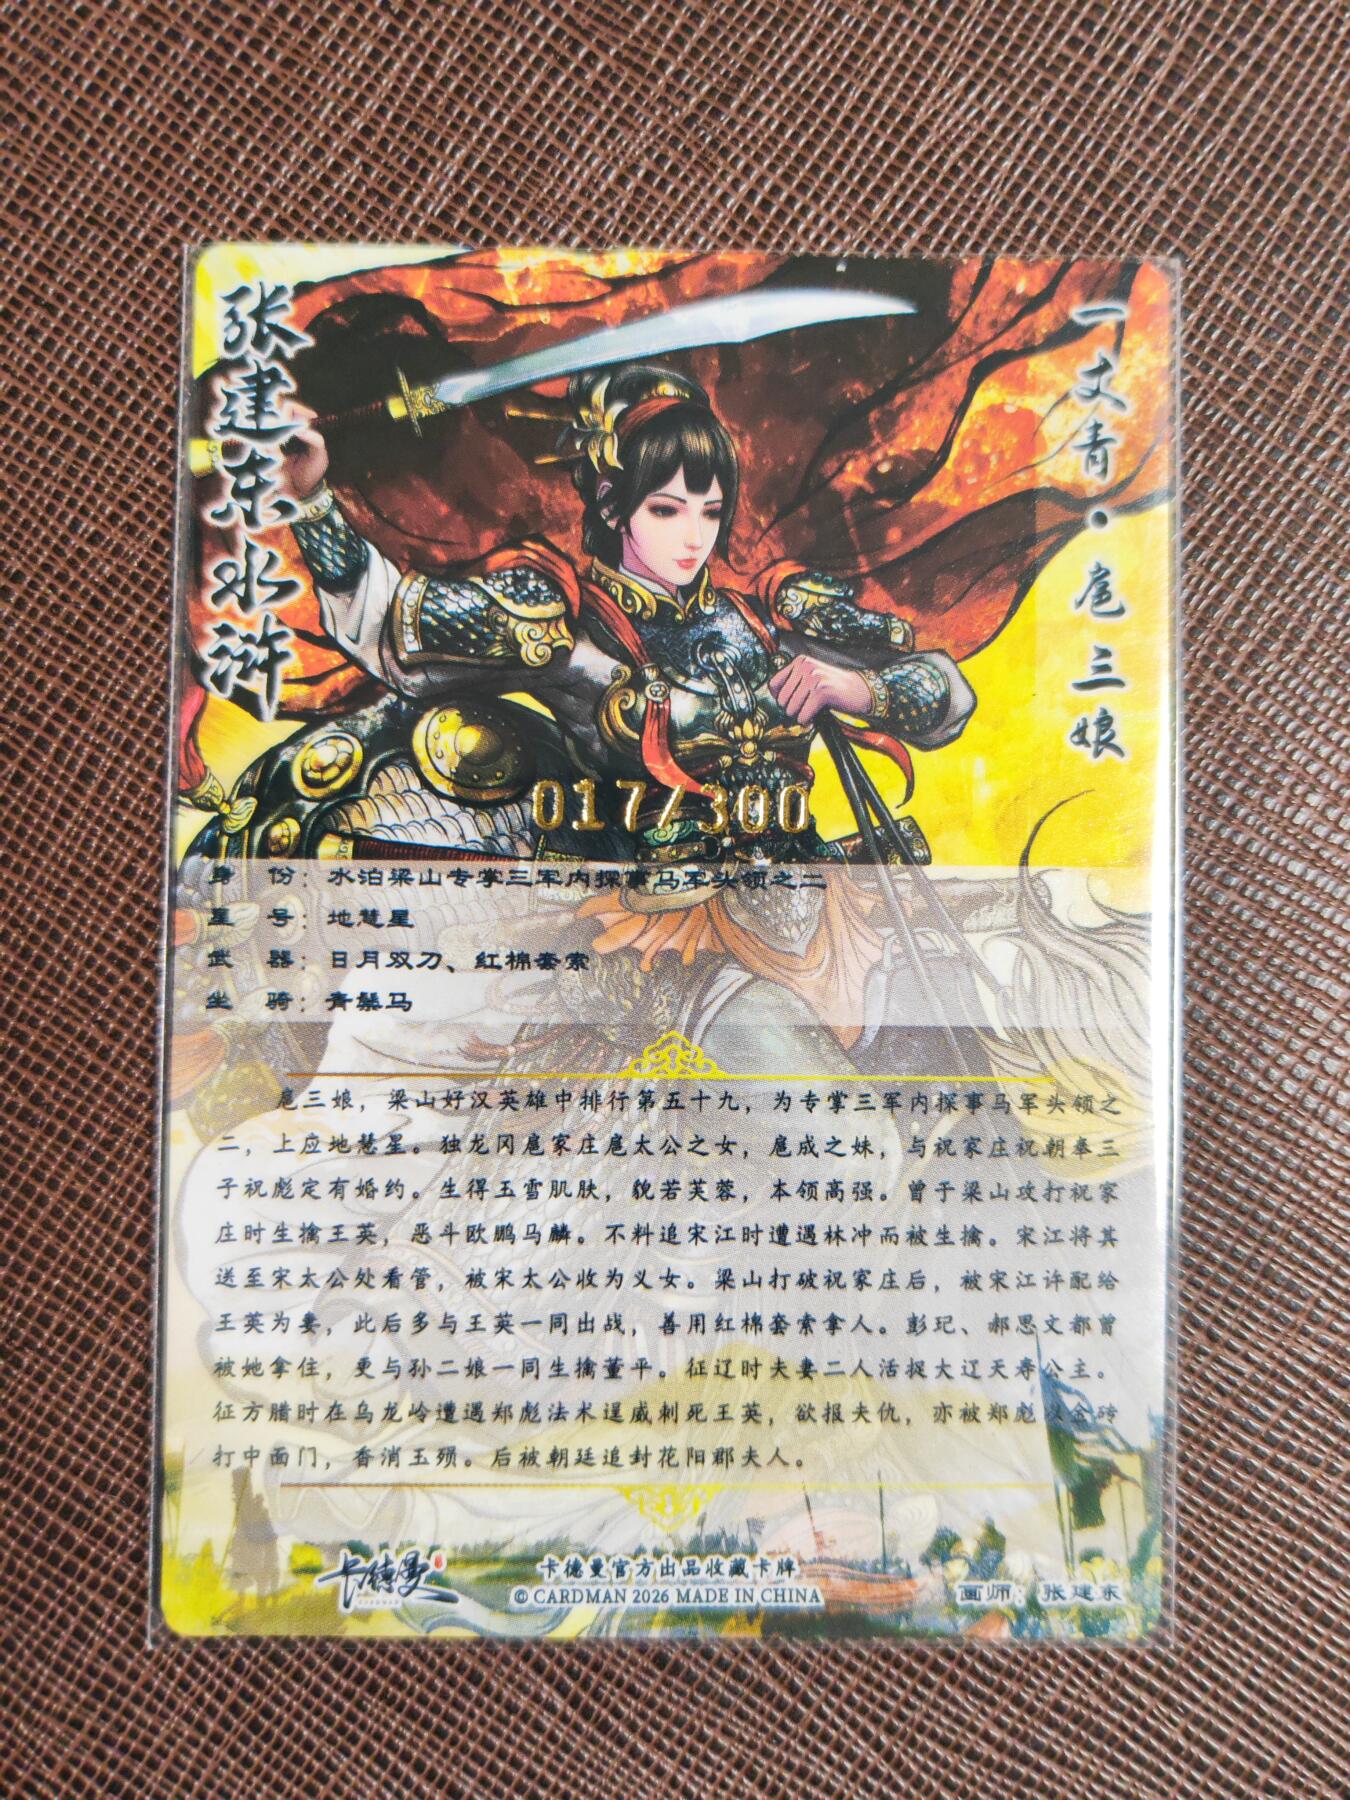 张建东水浒
一丈青·扈三娘
017/300
身 份：水泊梁山专掌三军内探事马军头领之二
星 号：地慧星
武 器：日月双刀、红棉套索
坐 骑：青鬃马
扈三娘，梁山好汉英雄中排行第五十九，为专掌三军内探事马军头领之
二，上应地慧星。独龙冈扈家庄扈太公之女，扈成之妹，与祝家庄祝朝奉三
子祝彪定有婚约。生得玉雪肌肤，貌若芙蓉，本领高强。曾于梁山攻打祝家
庄时生擒王英，恶斗欧鹏马麟。不料追宋江时遭遇林冲而被生擒。宋江将其
送至宋太公处看管，被宋太公收为义女。梁山打破祝家庄后，被宋江许配给
王英为妻，此后多与王英一同出战，善用红棉套索拿人。彭玘、郝思文都曾
被她拿住，更与孙二娘一同生擒董平。征辽时夫妻二人活捉大辽天寿公主。
征方腊时在乌龙岭遭遇郑彪法术逞威刺死王英，欲报夫仇，亦被郑彪以金砖
打中面门，香消玉殒。后被朝廷追封花阳郡夫人。
卡德曼
CARDMAN
卡德曼官方出品收藏卡牌
© CARDMAN 2026 MADE IN CHINA
画师：张建东